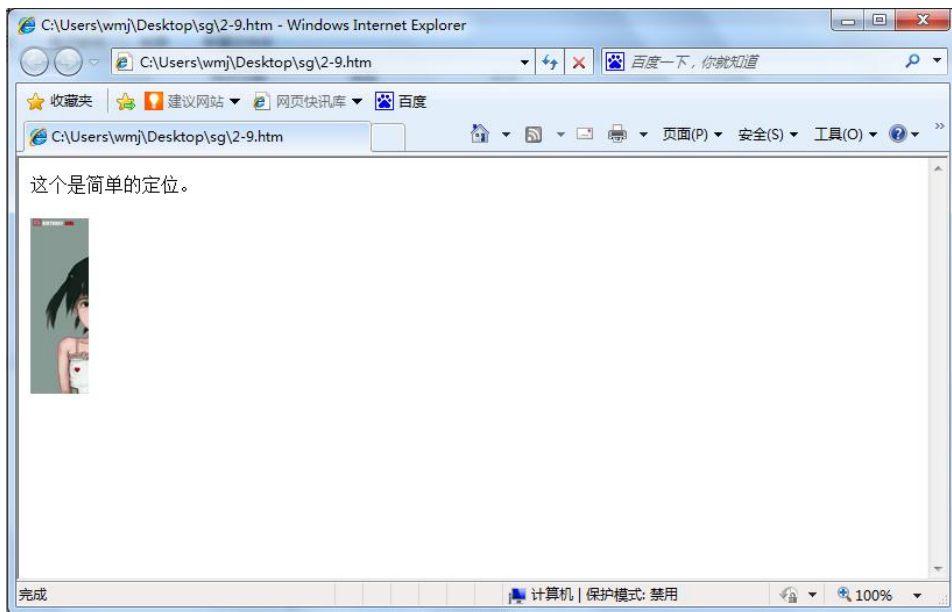 C:\Users\wmj\Desktop\sg\2-9.htm - Windows Internet Explorer
C:\Users\wmj\Desktop\sg\2-9.htm 百度一下，你就知道
收藏夹 建议网站 网页快讯库 百度
C:\Users\wmj\Desktop\sg\2-9.htm 页面(P) 安全(S) 工具(O)
这个是简单的定位。
完成 计算机 | 保护模式: 禁用 100%